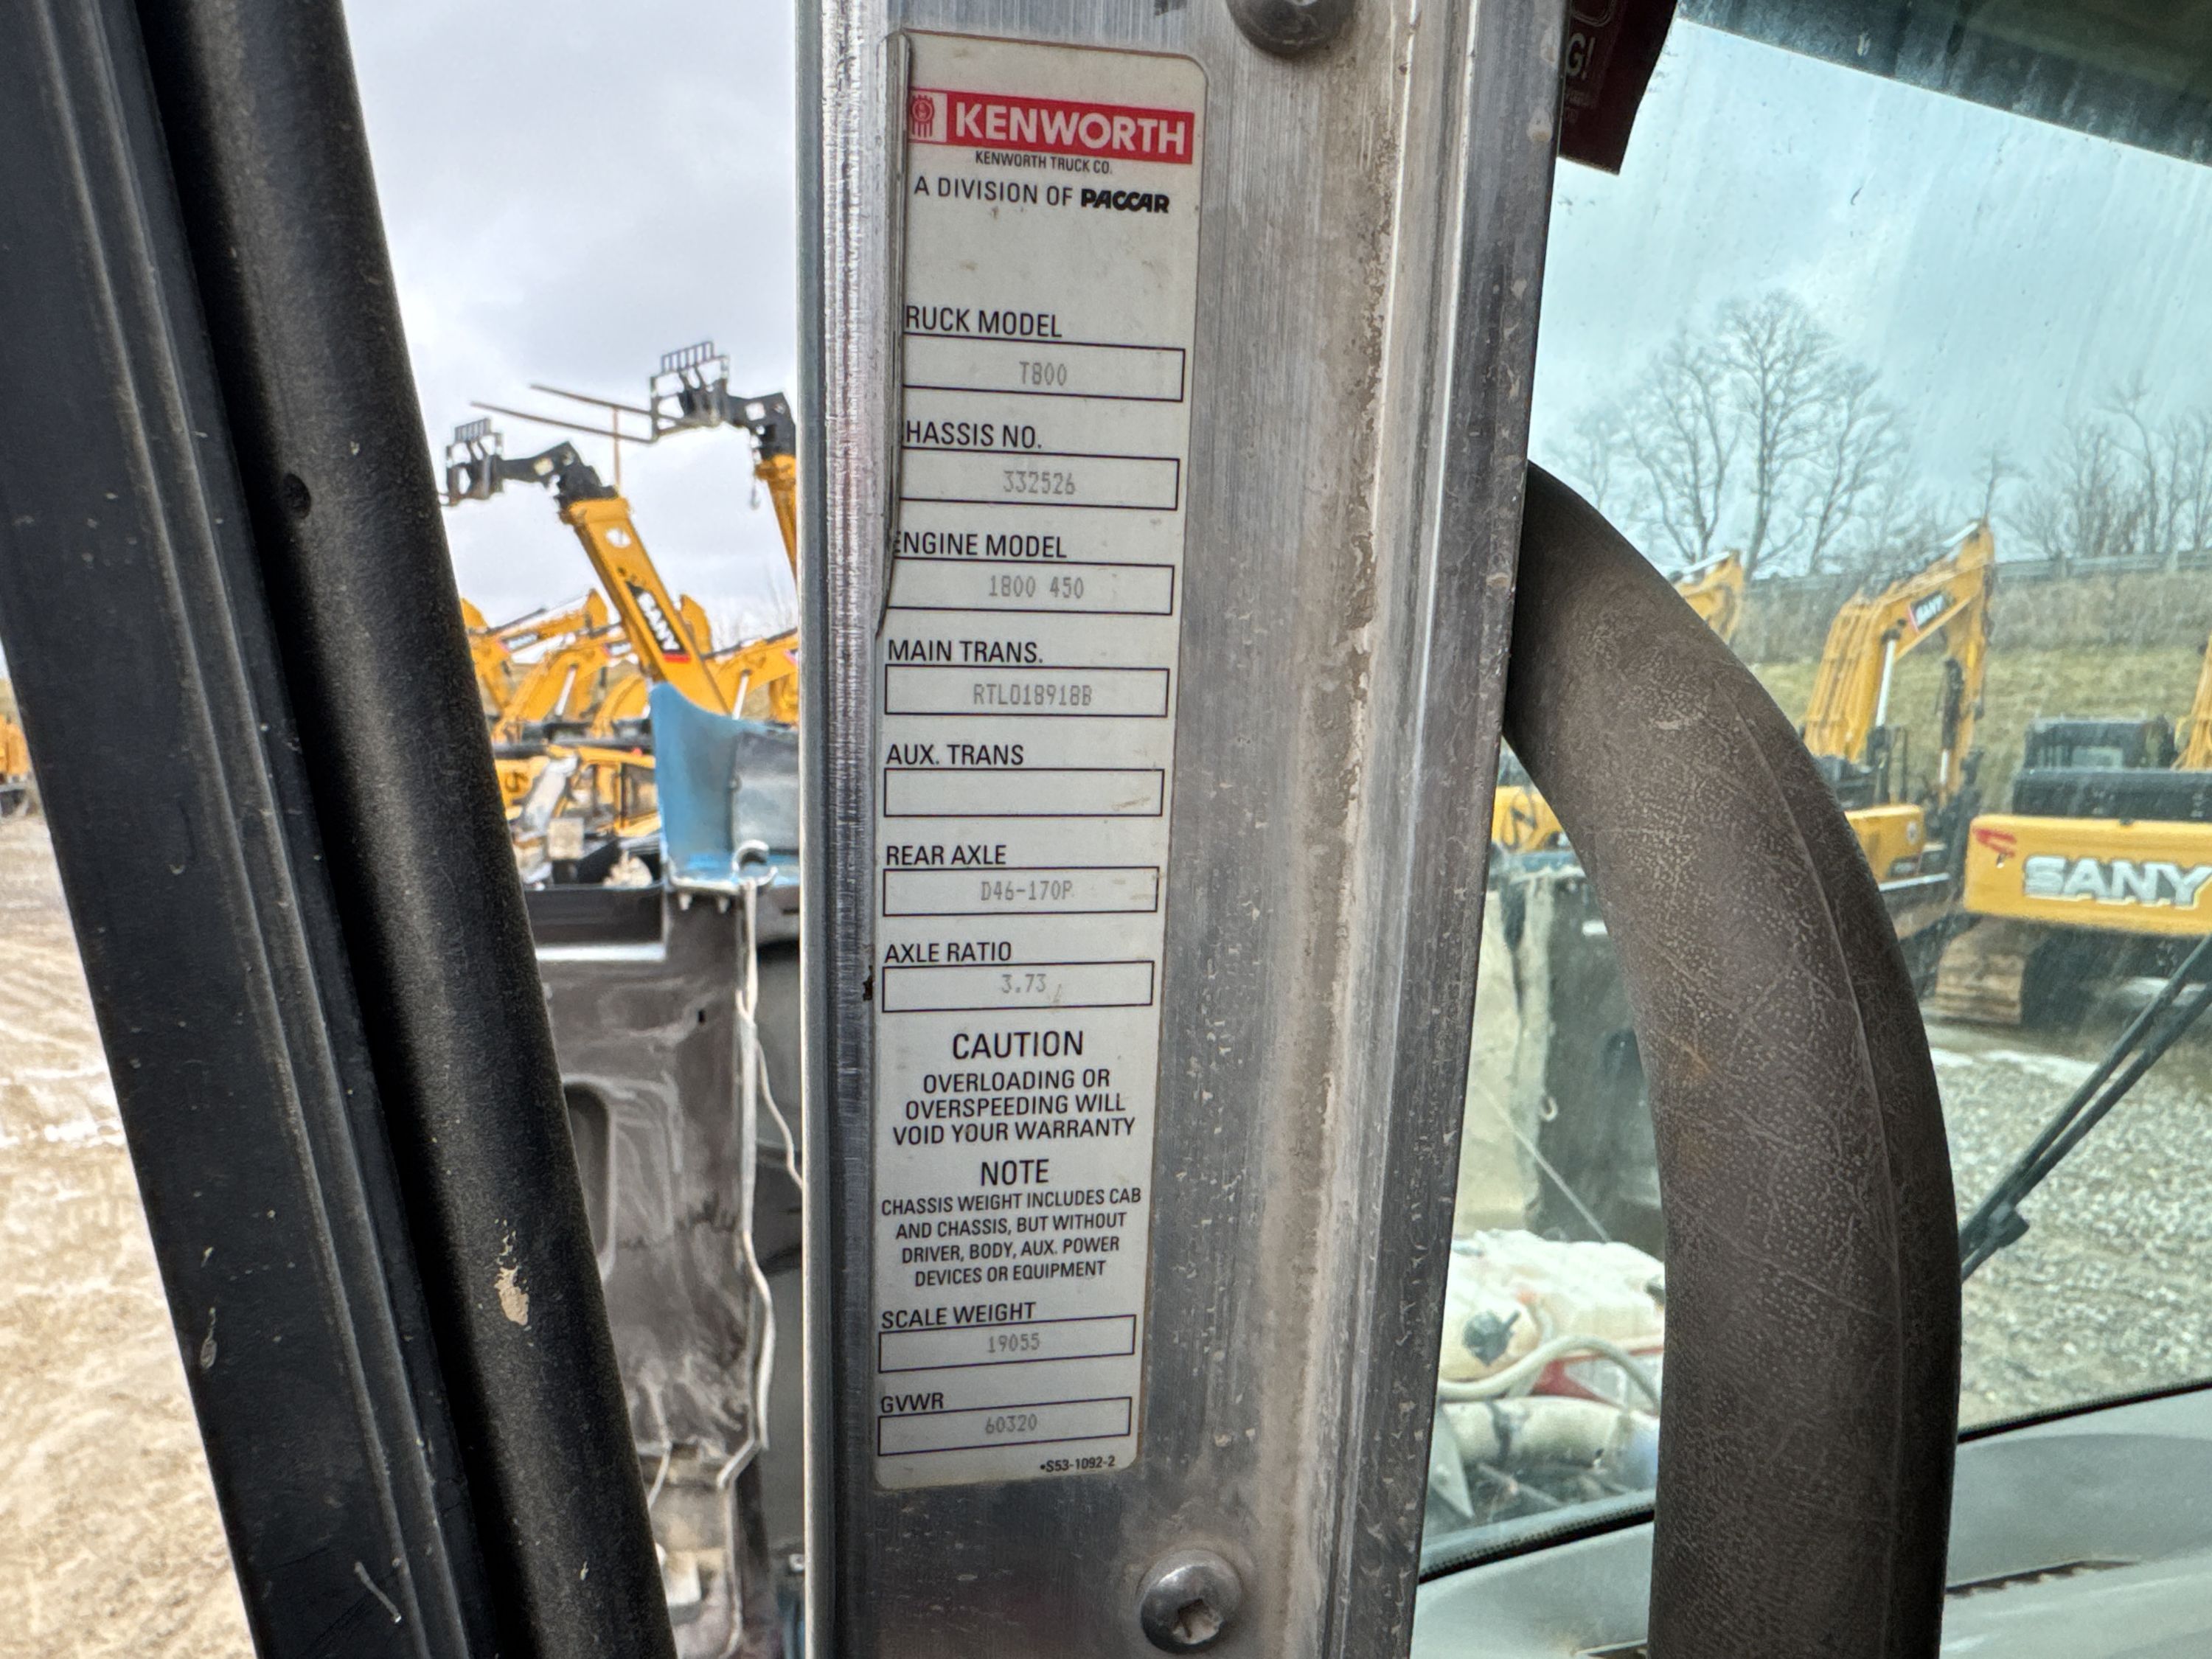 G!
KENWORTH
KENWORTH TRUCK CO.
A DIVISION OF PACCAR
RUCK MODEL
T800
HASSIS NO.
332526
ENGINE MODEL
1800 450
MAIN TRANS.
RTLO18918B
AUX. TRANS
REAR AXLE
D46-170P
AXLE RATIO
3.73
CAUTION
OVERLOADING OR
OVERSPEEDING WILL
VOID YOUR WARRANTY
NOTE
CHASSIS WEIGHT INCLUDES CAB
AND CHASSIS, BUT WITHOUT
DRIVER, BODY, AUX. POWER
DEVICES OR EQUIPMENT
SCALE WEIGHT
19055
GVWR
60320
•S53-1092-2
SANY
SANY
SANY